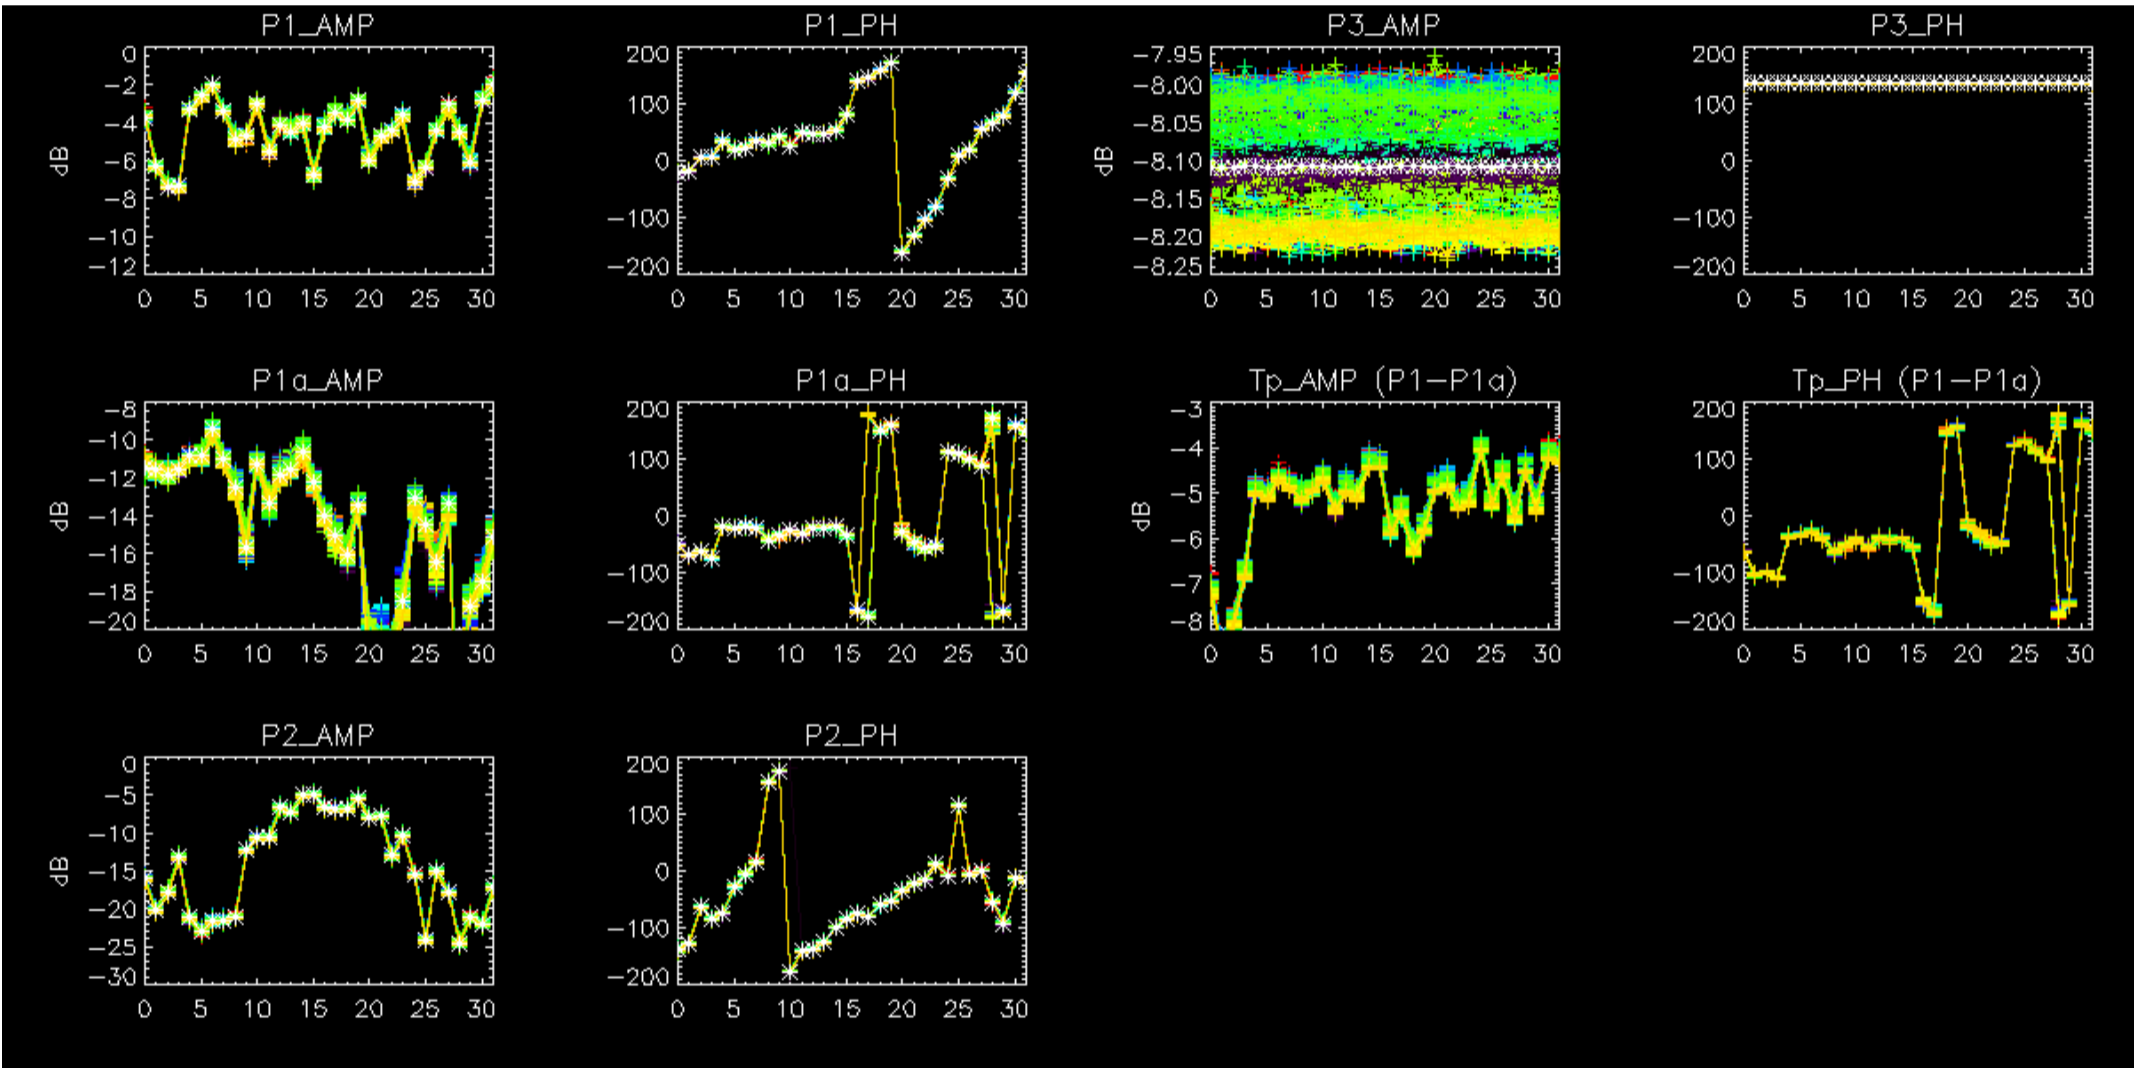 P1_AMP
P1_PH
P3_AMP
P3_PH
0
-2
-4
-6
-8
-10
-12
dB
0 5 10 15 20 25 30
200
100
0
-100
-200
0 5 10 15 20 25 30
-7.95
-8.00
-8.05
-8.10
-8.15
-8.20
-8.25
dB
0 5 10 15 20 25 30
200
100
0
-100
-200
0 5 10 15 20 25 30
P1a_AMP
P1a_PH
Tp_AMP (P1-P1a)
Tp_PH (P1-P1a)
-8
-10
-12
-14
-16
-18
-20
dB
0 5 10 15 20 25 30
200
100
0
-100
-200
0 5 10 15 20 25 30
-3
-4
-5
-6
-7
-8
dB
0 5 10 15 20 25 30
200
100
0
-100
-200
0 5 10 15 20 25 30
P2_AMP
P2_PH
0
-5
-10
-15
-20
-25
-30
dB
0 5 10 15 20 25 30
200
100
0
-100
-200
0 5 10 15 20 25 30